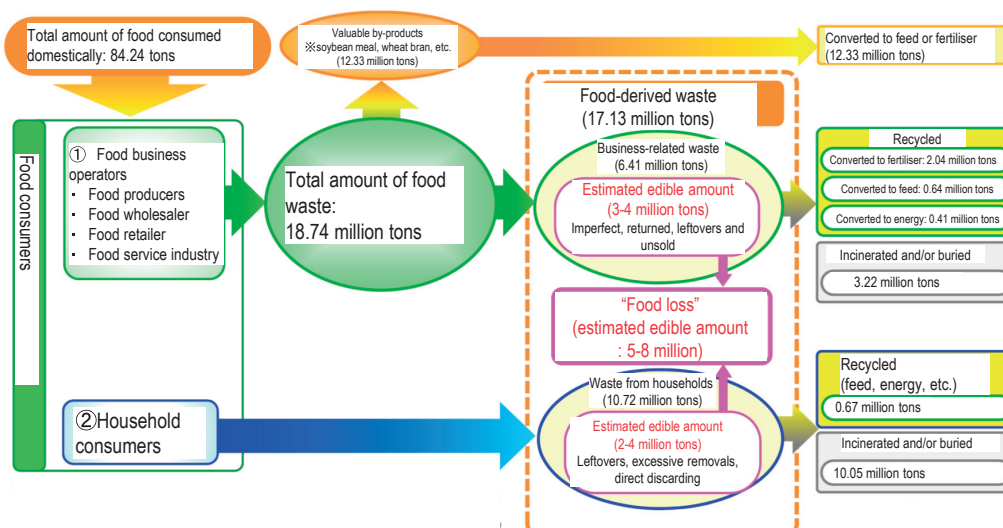 Total amount of food consumed
domestically: 84.24 tons
Valuable by-products
※soybean meal, wheat bran, etc.
(12.33 million tons)
Converted to feed or fertiliser
(12.33 million tons)
Food consumers
① Food business
operators
・ Food producers
・ Food wholesaler
・ Food retailer
・ Food service industry
Total amount of food
waste:
18.74 million tons
Food-derived waste
(17.13 million tons)
Business-related waste
(6.41 million tons)
Estimated edible amount
(3-4 million tons)
Imperfect, returned, leftovers and
unsold
Recycled
Converted to fertiliser: 2.04 million tons
Converted to feed: 0.64 million tons
Converted to energy: 0.41 million tons
Incinerated and/or buried
3.22 million tons
“Food loss”
(estimated edible amount
: 5-8 million)
②Household
consumers
Waste from households
(10.72 million tons)
Estimated edible amount
(2-4 million tons)
Leftovers, excessive removals,
direct discarding
Recycled
(feed, energy, etc.)
0.67 million tons
Incinerated and/or buried
10.05 million tons